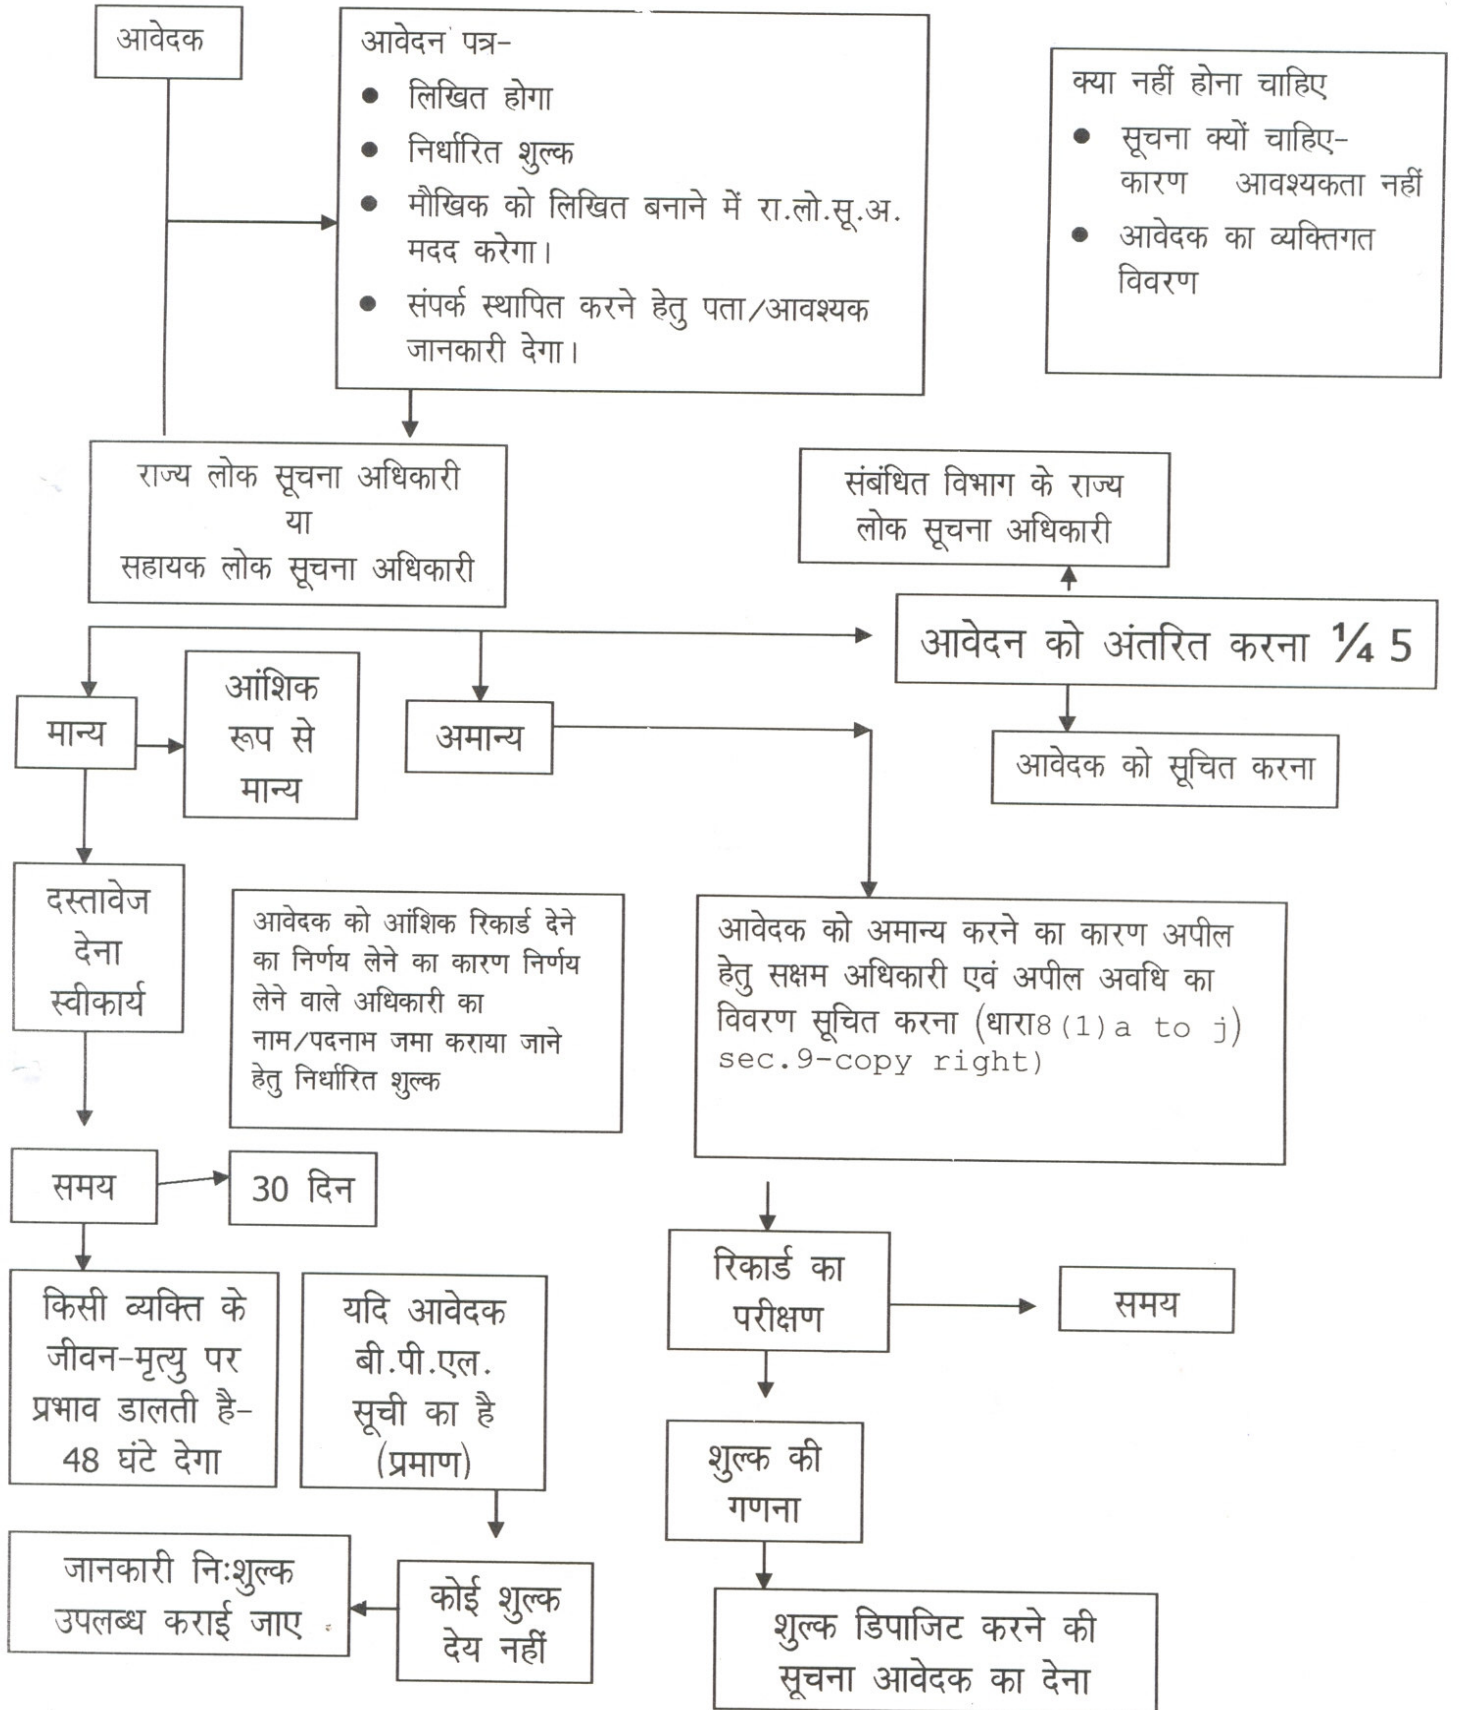 आवेदक
आवेदन पत्र-
● लिखित होगा
● निर्धारित शुल्क
● मौखिक को लिखित बनाने में रा.लो.सू.अ.
मदद करेगा।
● संपर्क स्थापित करने हेतु पता/आवश्यक
जानकारी देगा।
क्या नहीं होना चाहिए
● सूचना क्यों चाहिए-
कारण आवश्यकता नहीं
● आवेदक का व्यक्तिगत
विवरण
राज्य लोक सूचना अधिकारी
या
सहायक लोक सूचना अधिकारी
संबंधित विभाग के राज्य
लोक सूचना अधिकारी
आवेदन को अंतरित करना ¼ 5
आवेदक को सूचित करना
मान्य
आंशिक
रूप से
मान्य
अमान्य
दस्तावेज
देना
स्वीकार्य
आवेदक को आंशिक रिकार्ड देने
का निर्णय लेने का कारण निर्णय
लेने वाले अधिकारी का
नाम/पदनाम जमा कराया जाने
हेतु निर्धारित शुल्क
आवेदक को अमान्य करने का कारण अपील
हेतु सक्षम अधिकारी एवं अपील अवधि का
विवरण सूचित करना (धारा8(1)a to j)
sec.9-copy right)
समय
30 दिन
किसी व्यक्ति के
जीवन-मृत्यु पर
प्रभाव डालती है-
48 घंटे देगा
यदि आवेदक
बी.पी.एल.
सूची का है
(प्रमाण)
रिकार्ड का
परीक्षण
समय
शुल्क की
गणना
जानकारी निःशुल्क
उपलब्ध कराई जाए
कोई शुल्क
देय नहीं
शुल्क डिपाजिट करने की
सूचना आवेदक का देना